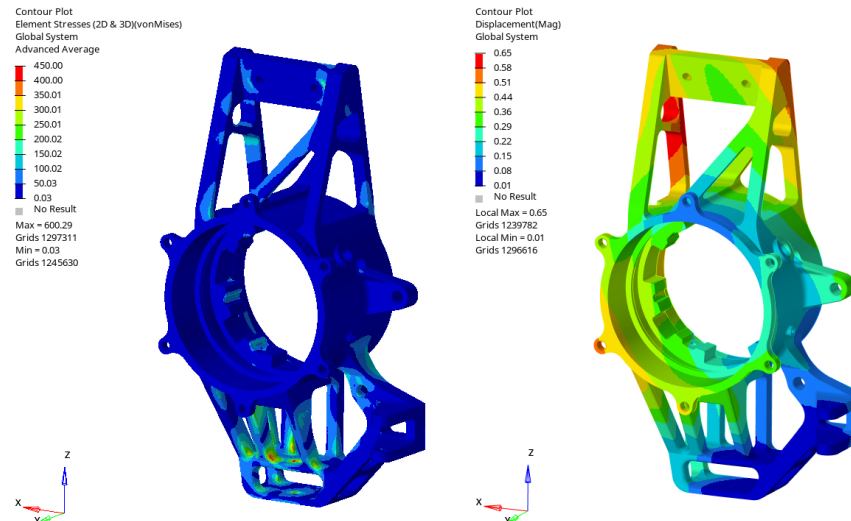 Contour Plot
Element Stresses (2D & 3D)(vonMises)
Global System
Advanced Average
450.00
400.00
350.01
300.01
250.01
200.02
150.02
100.02
50.03
0.03
No Result
Max = 600.29
Grids 1297311
Min = 0.03
Grids 1245630
Z
X
Y
Contour Plot
Displacement(Mag)
Global System
0.65
0.58
0.51
0.44
0.36
0.29
0.22
0.15
0.08
0.01
No Result
Local Max = 0.65
Grids 1239782
Local Min = 0.01
Grids 1296616
Z
X
Y